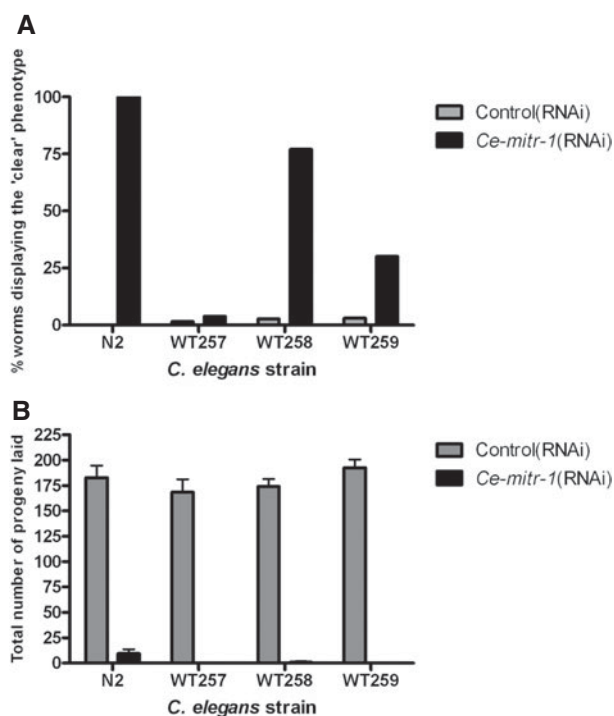 A
% worms displaying the 'clear' phenotype
100
75
50
25
0
N2 WT257 WT258 WT259
C. elegans strain
Control(RNAi)
Ce-mitr-1(RNAi)
B
Total number of progeny laid
225
200
175
150
125
100
75
50
25
0
N2 WT257 WT258 WT259
C. elegans strain
Control(RNAi)
Ce-mitr-1(RNAi)